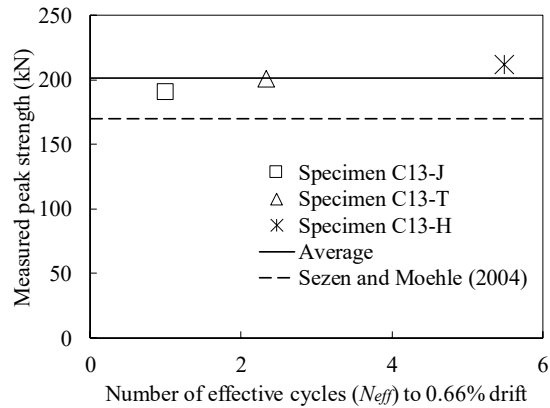 250
200
150
100
50
0
Measured peak strength (kN)
Specimen C13-J
Specimen C13-T
Specimen C13-H
Average
Sezen and Moehle (2004)
0 2 4 6
Number of effective cycles (Neff) to 0.66% drift